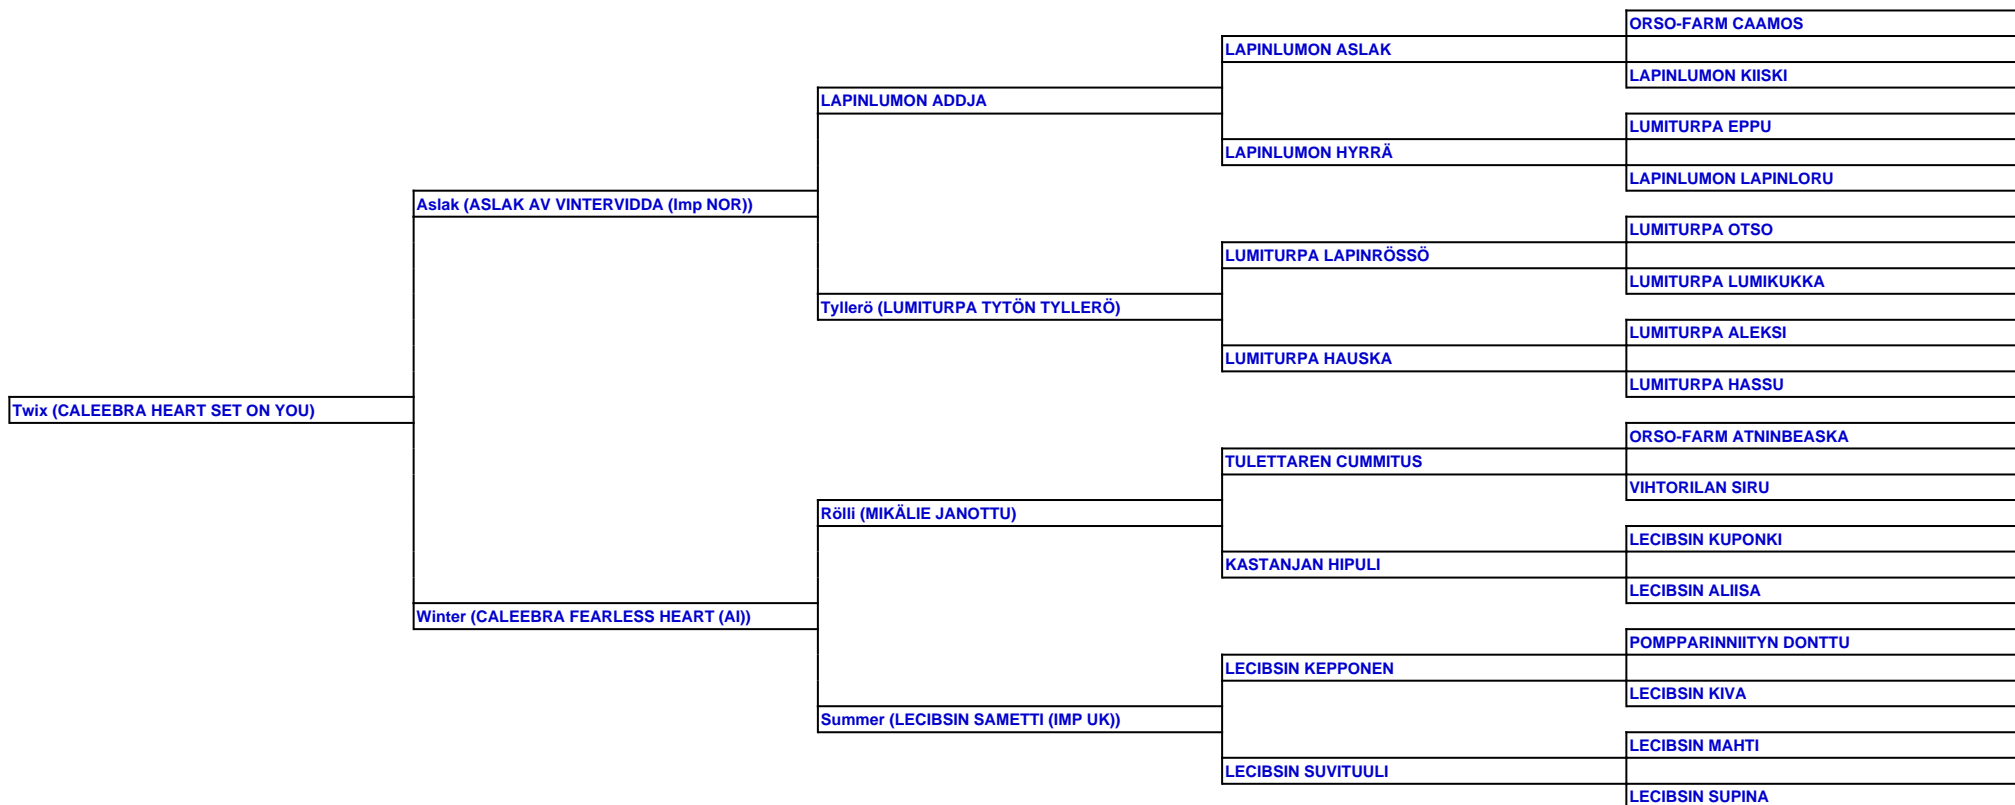 ORSO-FARM CAAMOS
LAPINLUMON ASLAK
LAPINLUMON KIISKI
LAPINLUMON ADDJA
LUMITURPA EPPU
LAPINLUMON HYRRÄ
LAPINLUMON LAPINLORU
Aslak (ASLAK AV VINTERVIDDA (Imp NOR))
LUMITURPA OTSO
LUMITURPA LAPINRÖSSÖ
LUMITURPA LUMIKUKKA
Tyllerö (LUMITURPA TYTÖN TYLLERÖ)
LUMITURPA ALEKSI
LUMITURPA HAUSKA
LUMITURPA HASSU
Twix (CALEEBRA HEART SET ON YOU)
ORSO-FARM ATNINBEASKA
TULETTAREN CUMMITUS
VIHTORILAN SIRU
Rölli (MIKÄLIE JANOTTU)
LECIBSIN KUPONKI
KASTANJAN HIPULI
LECIBSIN ALIISA
Winter (CALEEBRA FEARLESS HEART (AI))
POMPPARINNIITYN DONTTU
LECIBSIN KEPPONEN
LECIBSIN KIVA
Summer (LECIBSIN SAMETTI (IMP UK))
LECIBSIN MAHTI
LECIBSIN SUVITUULI
LECIBSIN SUPINA